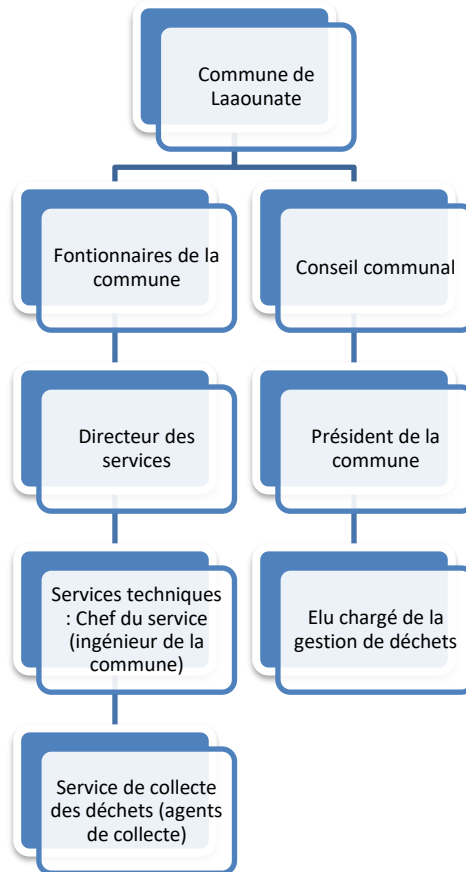 Commune de
Laaounate
Fontionnaires de la
commune
Conseil communal
Directeur des
services
Président de la
commune
Services techniques
: Chef du service
(ingénieur de la
commune)
Elu chargé de la
gestion de déchets
Service de collecte
des déchets (agents
de collecte)